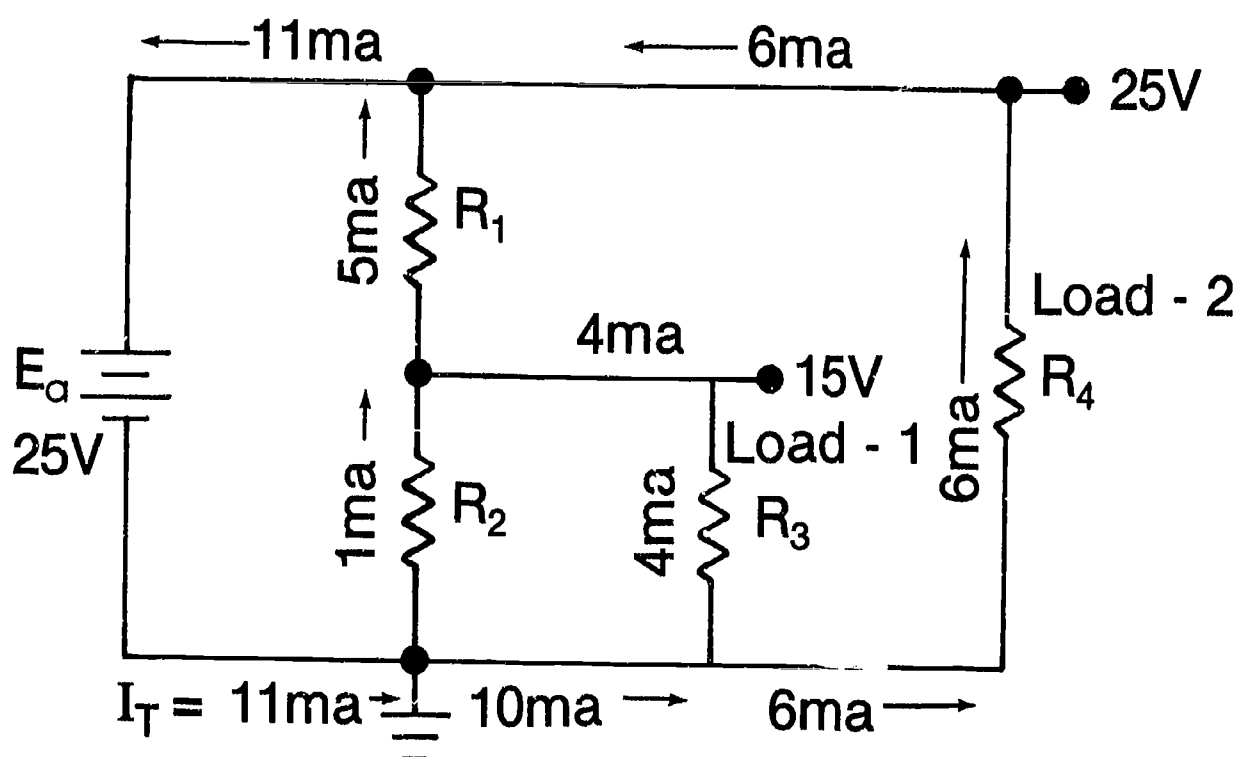 11ma
6ma
25V
5ma
R1
4ma
15V
Load - 2
R4
Ea
25V
Load - 1
6ma
1ma
R2
4ma
R3
IT = 11ma
10ma
6ma